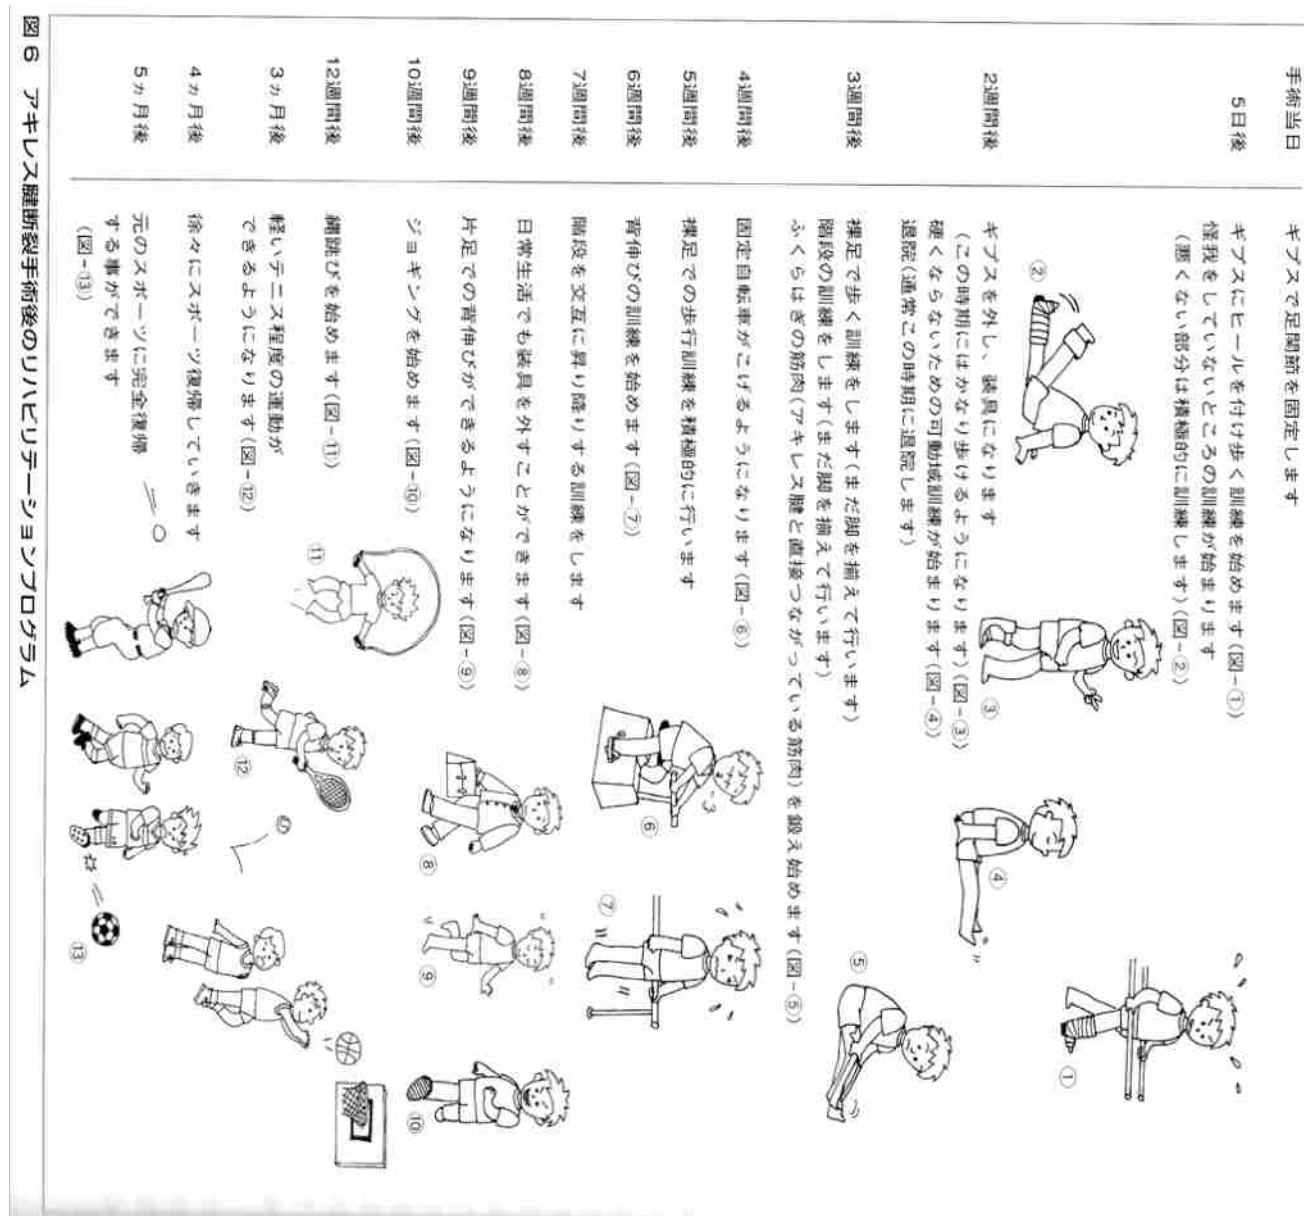 手術当日　ギプスで足関節を固定します
5日後　ギプスにヒールを付け歩く訓練を始めます(図-①)
怪我をしていないところの訓練が始まります
(悪くない部分は積極的に訓練します)(図-②)
2週間後　ギプスを外し、装具になります
(この時期にはかなり歩けるようになります)(図-③)
硬くならないための可動域訓練が始まります(図-④)
退院(通常この時期に退院します)
3週間後　裸足で歩く訓練をします(まだ脚を揃えて行います)
階段の訓練をします(まだ脚を揃えて行います)
ふくらはぎの筋肉(アキレス腱と直接つながっている筋肉)を鍛え始めます(図-⑤)
4週間後　固定自転車がこげるようになります(図-⑥)
5週間後　裸足での歩行訓練を積極的に行います
6週間後　背伸びの訓練を始めます(図-⑦)
7週間後　階段を交互に昇り降りする訓練をします
8週間後　日常生活でも装具を外すことができます(図-⑧)
9週間後　片足での背伸びができるようになります(図-⑨)
10週間後　ジョギングを始めます(図-⑩)
12週間後　縄跳びを始めます(図-⑪)
3ヵ月後　軽いテニス程度の運動が
できるようになります(図-⑫)
4ヵ月後　徐々にスポーツ復帰していきます
5ヵ月後　元のスポーツに完全復帰
する事ができます
(図-⑬)
①
②
③
④
⑤
⑥
⑦
⑧
⑨
⑩
⑪
⑫
⑬
図6　アキレス腱断裂手術後のリハビリテーションプログラム